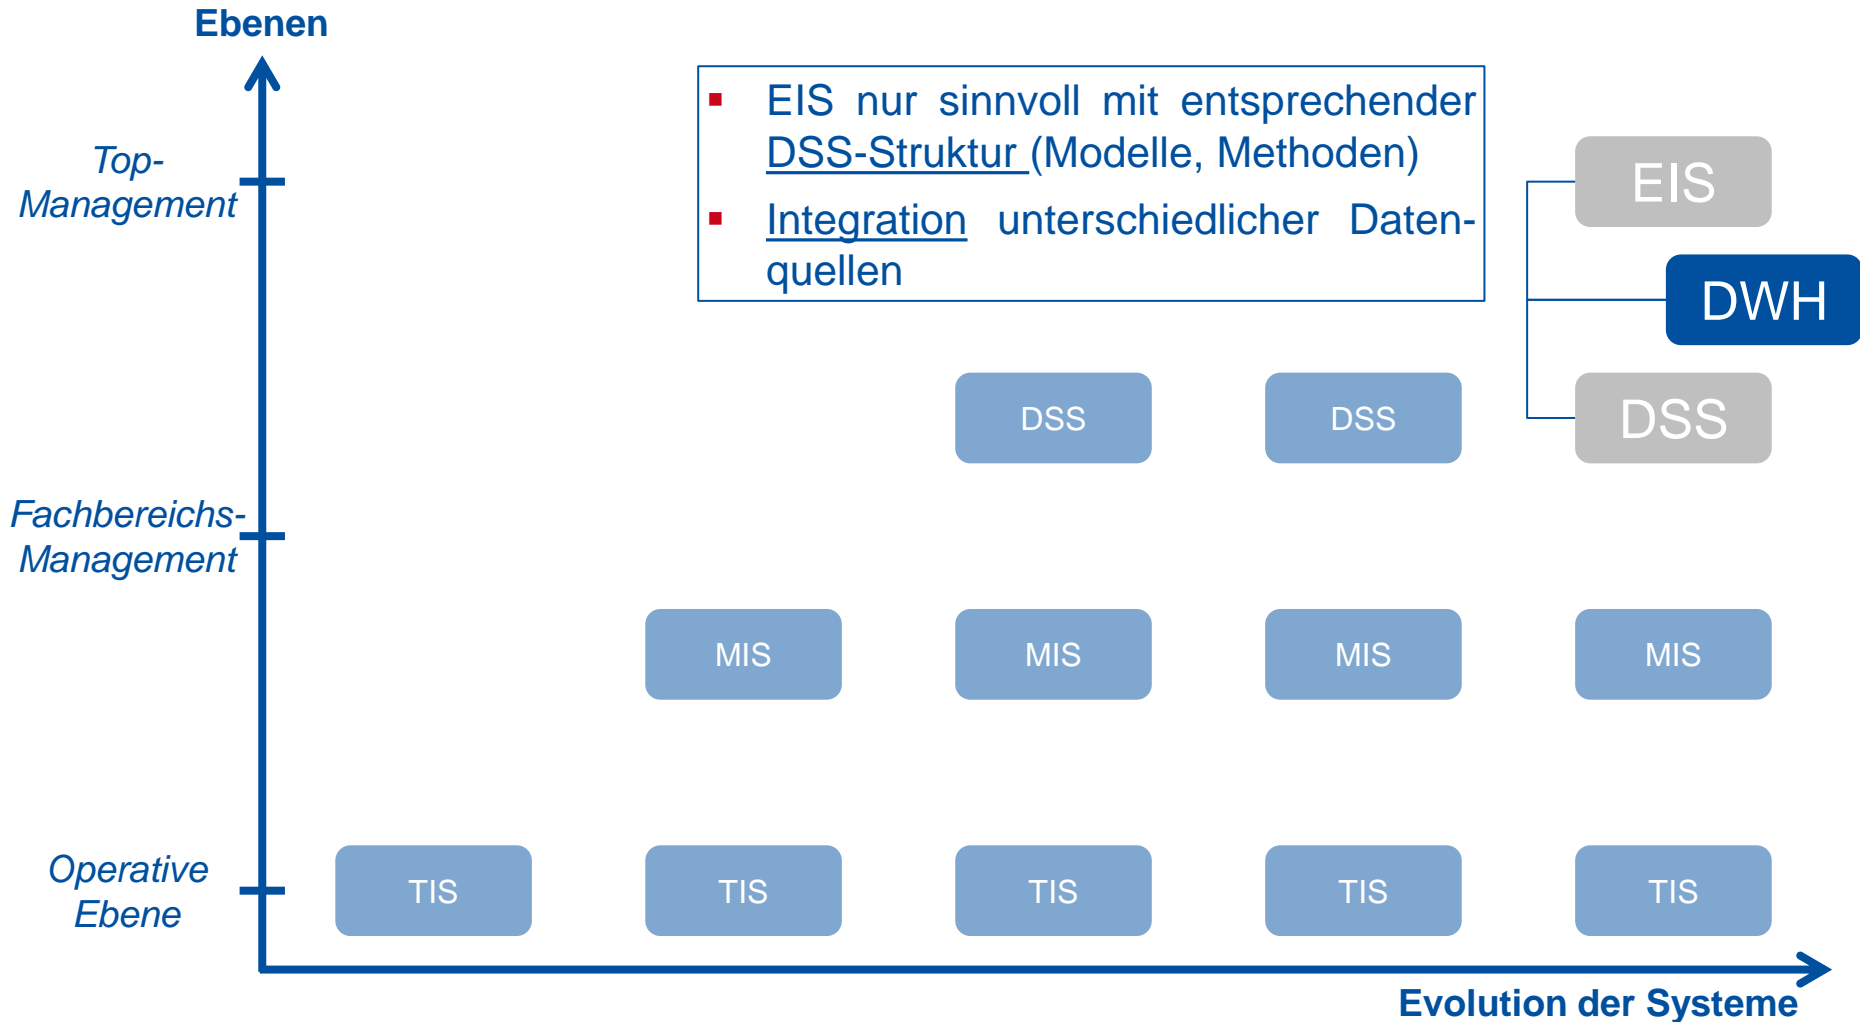 Ebenen
EIS nur sinnvoll mit entsprechender
DSS-Struktur (Modelle, Methoden)
Integration unterschiedlicher Daten-
quellen
Top-
Management
EIS
DWH
DSS
DSS
DSS
Fachbereichs-
Management
MIS
MIS
MIS
MIS
Operative
Ebene
TIS
TIS
TIS
TIS
TIS
Evolution der Systeme